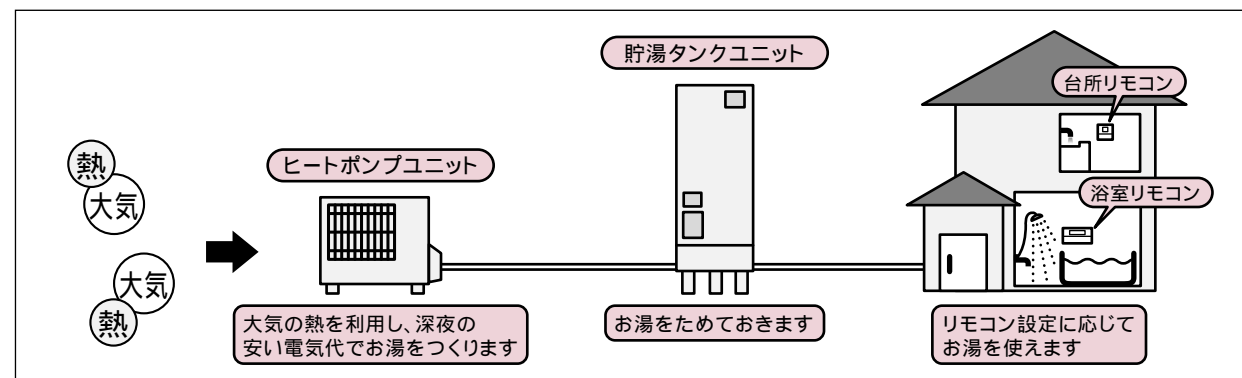 貯湯タンクユニット
台所リモコン
ヒートポンプユニット
熱
大気
浴室リモコン
大気
熱
大気の熱を利用し、深夜の
安い電気代でお湯をつくります
お湯をためておきます
リモコン設定に応じて
お湯を使えます